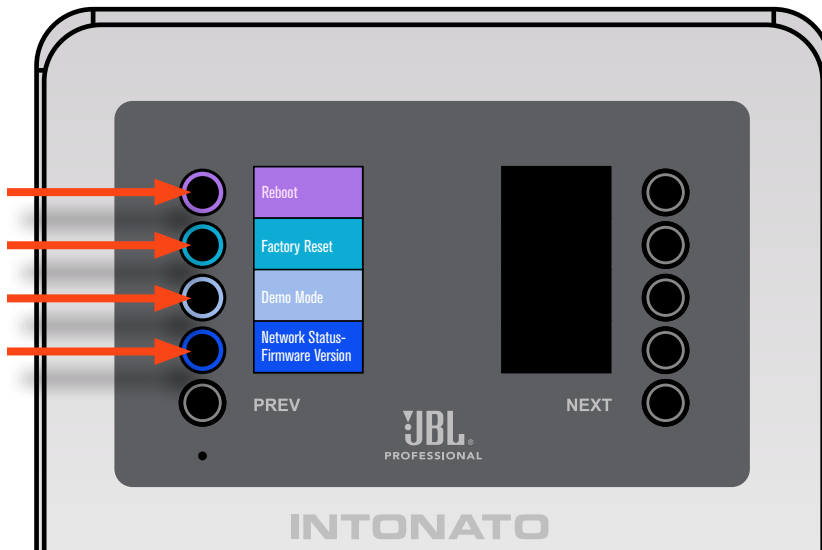 Reboot
Factory Reset
Demo Mode
Network Status-
Firmware Version
PREV
NEXT
JBL®
PROFESSIONAL
INTONATO